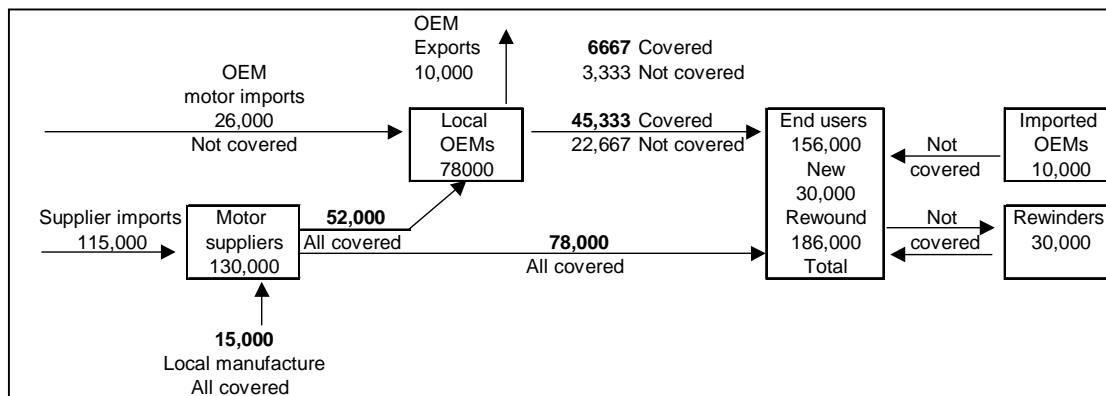 OEM
Exports
10,000
6667 Covered
3,333 Not covered
OEM
motor imports
26,000
Not covered
Local
OEMs
78000
45,333 Covered
22,667 Not covered
End users
156,000
New
30,000
Rewound
186,000
Total
Not
covered
Imported
OEMs
10,000
Supplier imports
115,000
Motor
suppliers
130,000
52,000
All covered
78,000
All covered
Not
covered
Rewinders
30,000
15,000
Local manufacture
All covered